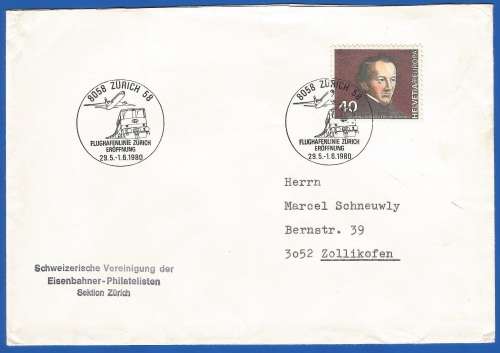 8058 ZÜRICH 58
FLUGHAFENLINIE ZÜRICH
ERÖFFNUNG
29.5.-1.6.1980
8058 ZÜRICH 58
FLUGHAFENLINIE ZÜRICH
ERÖFFNUNG
29.5.-1.6.1980
40
HELVETIA EUROPA
Herrn
Marcel Schneuwly
Bernstr. 39
3052 Zollikofen
Schweizerische Vereinigung der
Eisenbahner-Philatelisten
Sektion Zürich